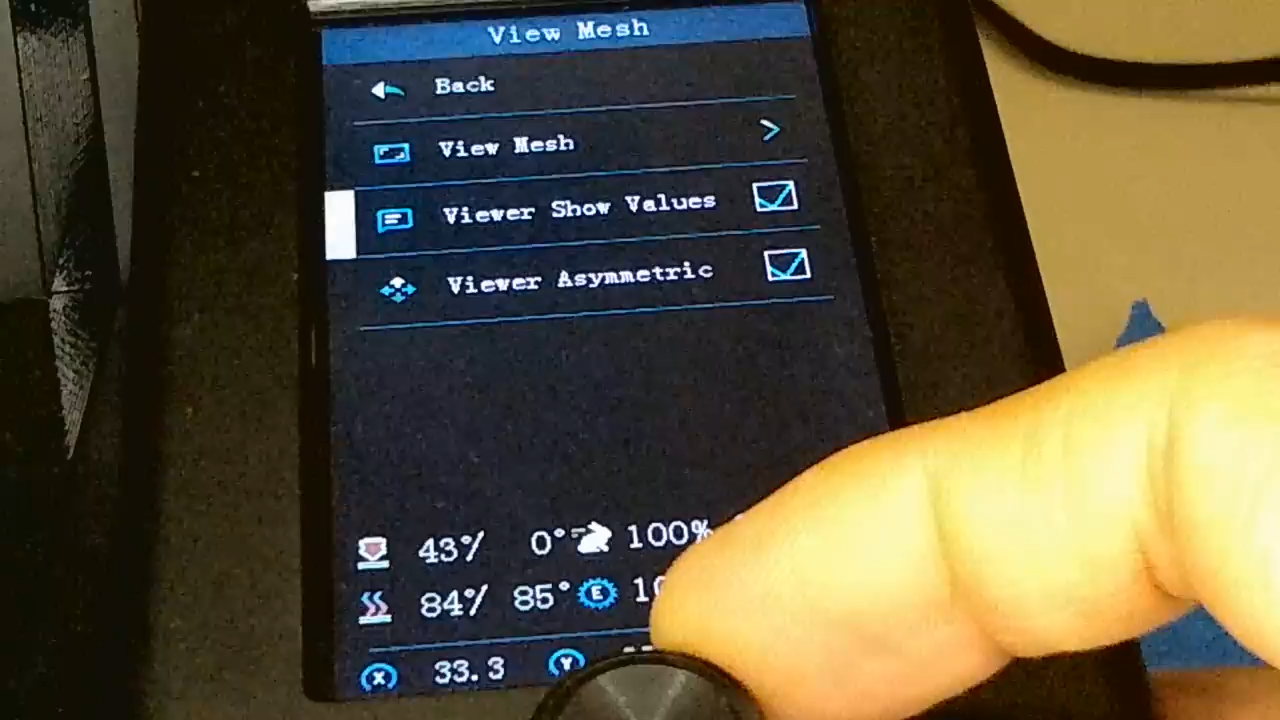 View Mesh
Back
View Mesh >
Viewer Show Values
Viewer Asymmetric
43/ 0° 100%
84/ 85° E
X 33.3 Y